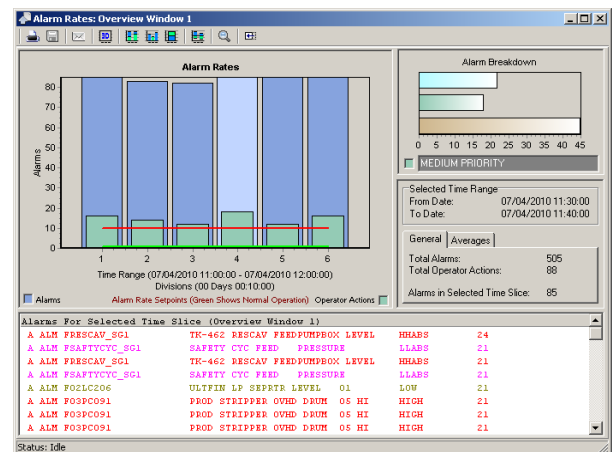 Alarm Rates: Overview Window 1
Alarm Rates
Alarms
80
70
60
50
40
30
20
10
0
1 2 3 4 5 6
Time Range (07/04/2010 11:00:00 - 07/04/2010 12:00:00)
Divisions (00 Days 00:10:00)
Alarms Alarm Rate Setpoints (Green Shows Normal Operation) Operator Actions
Alarm Breakdown
0 5 10 15 20 25 30 35 40 45
MEDIUM PRIORITY
Selected Time Range
From Date: 07/04/2010 11:30:00
To Date: 07/04/2010 11:40:00
General Averages
Total Alarms: 505
Total Operator Actions: 88
Alarms in Selected Time Slice: 85
Alarms For Selected Time Slice (Overview Window 1)
A ALM FRESCAV_SG1 TK-462 RESCAV FEEDPUMPBOX LEVEL HHABS 24
A ALM FSAFTYCYC_SG1 SAFETY CYC FEED PRESSURE LLABS 21
A ALM FRESCAV_SG1 TK-462 RESCAV FEEDPUMPBOX LEVEL HHABS 21
A ALM FSAFTYCYC_SG1 SAFETY CYC FEED PRESSURE LLABS 21
A ALM F02LC206 ULTFIN LP SEPRTR LEVEL 01 LOW 21
A ALM F03PC091 PROD STRIPPER OVHD DRUM 05 HI HIGH 21
A ALM F03PC091 PROD STRIPPER OVHD DRUM 05 HI HIGH 21
A ALM F03PC091 PROD STRIPPER OVHD DRUM 05 HI HIGH 21
Status: Idle